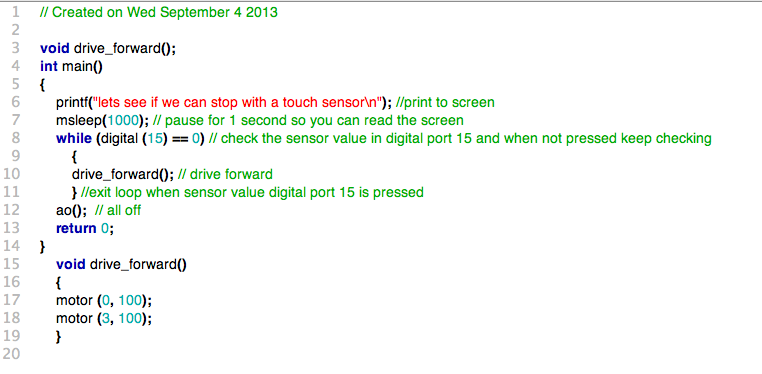 1 // Created on Wed September 4 2013
2
3 void drive_forward();
4 int main()
5 {
6 printf("lets see if we can stop with a touch sensor\n"); //print to screen
7 msleep(1000); // pause for 1 second so you can read the screen
8 while (digital (15) == 0) // check the sensor value in digital port 15 and when not pressed keep checking
9 {
10 drive_forward(); // drive forward
11 } //exit loop when sensor value digital port 15 is pressed
12 ao(); // all off
13 return 0;
14 }
15 void drive_forward()
16 {
17 motor (0, 100);
18 motor (3, 100);
19 }
20